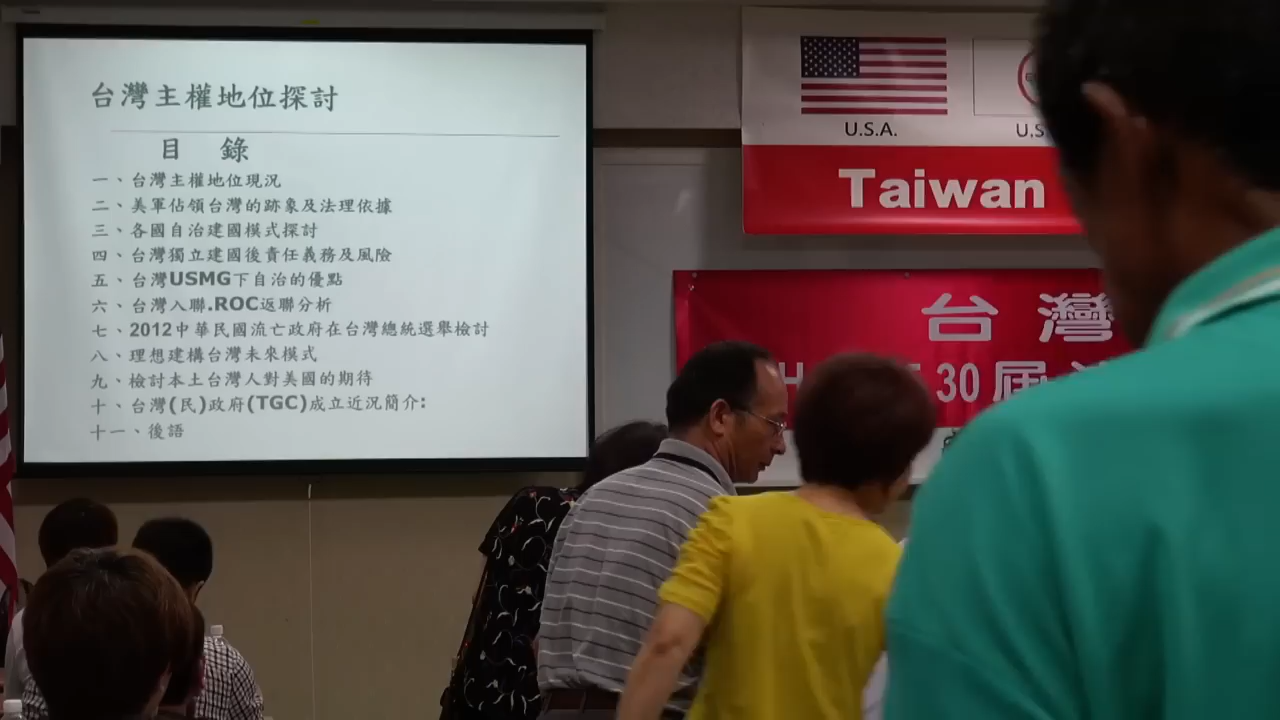 台灣主權地位探討
目 錄
一、台灣主權地位現況
二、美軍佔領台灣的跡象及法理依據
三、各國自治建國模式探討
四、台灣獨立建國後責任義務及風險
五、台灣USMG下自治的優點
六、台灣入聯.ROC返聯分析
七、2012中華民國流亡政府在台灣總統選舉檢討
八、理想建構台灣未來模式
九、檢討本土台灣人對美國的期待
十、台灣(民)政府(TGC)成立近況簡介:
十一、後語
U.S.A.
U.S
Taiwan
台灣
30屆